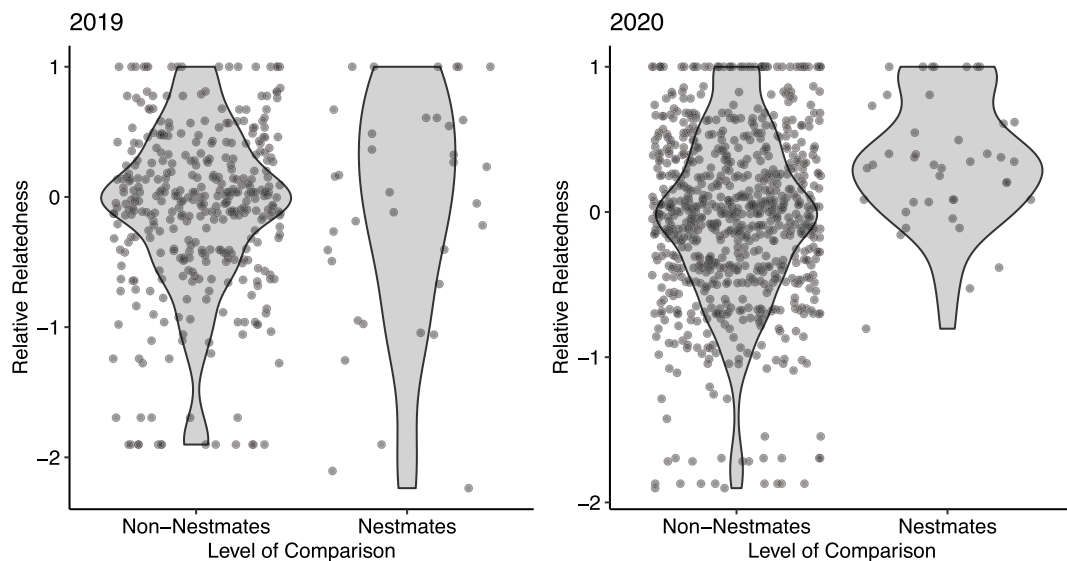 2019
Relative Relatedness
1
0
−1
−2
Non−Nestmates Nestmates
Level of Comparison
2020
Relative Relatedness
1
0
−1
−2
Non−Nestmates Nestmates
Level of Comparison